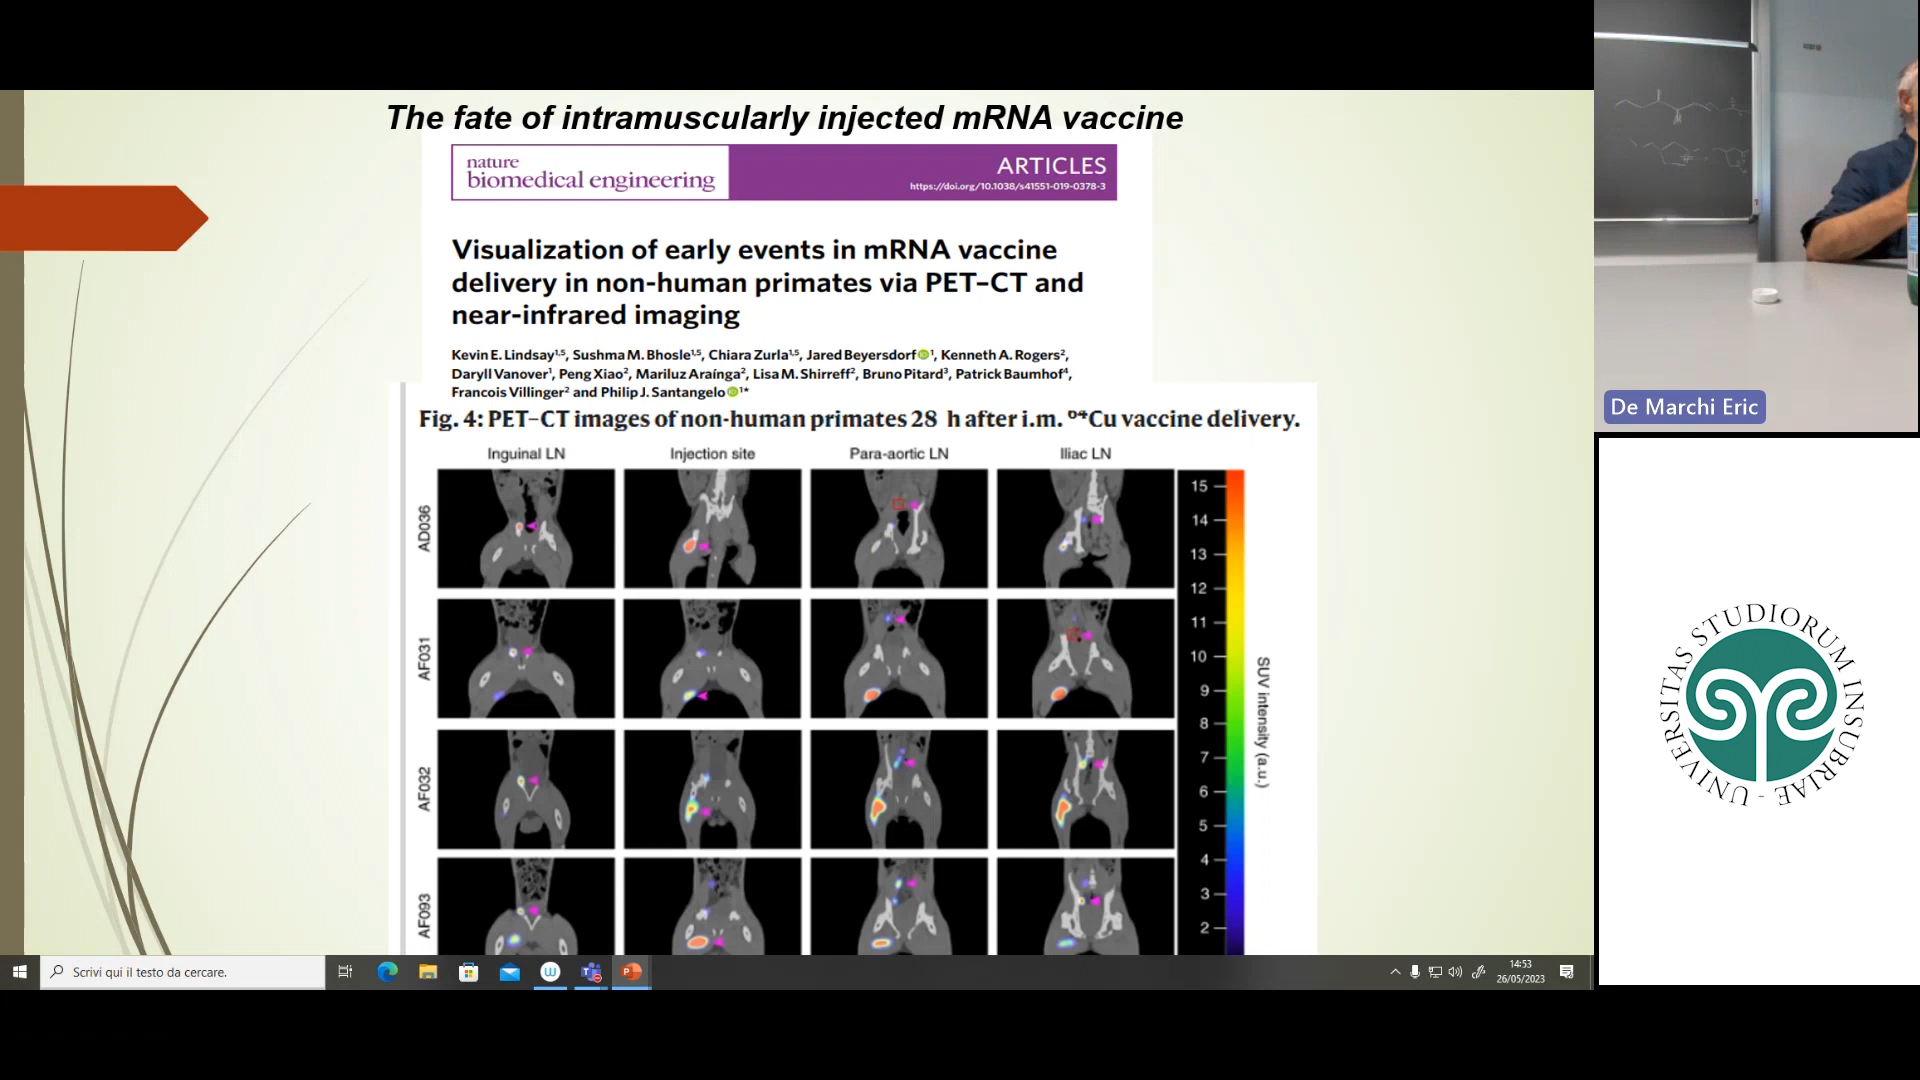 The fate of intramuscularly injected mRNA vaccine
nature
biomedical engineering
ARTICLES
https://doi.org/10.1038/s41551-019-0378-3
Visualization of early events in mRNA vaccine
delivery in non-human primates via PET–CT and
near-infrared imaging
Kevin E. Lindsay1,5, Sushma M. Bhosle1,5, Chiara Zurla1,5, Jared Beyersdorf iD 1, Kenneth A. Rogers2,
Daryll Vanover1, Peng Xiao2, Mariluz Araínga2, Lisa M. Shirreff2, Bruno Pitard3, Patrick Baumhof4,
Francois Villinger2 and Philip J. Santangelo iD 1*
Fig. 4: PET–CT images of non-human primates 28 h after i.m. 64Cu vaccine delivery.
Inguinal LN
Injection site
Para-aortic LN
Iliac LN
AD036
AF031
AF032
AF093
15
14
13
12
11
10
9
8
7
6
5
4
3
2
SUV intensity (a.u.)
De Marchi Eric
UNIVERSITAS STUDIORUM INSUBRIAE -
Scrivi qui il testo da cercare.
14:53
26/05/2023